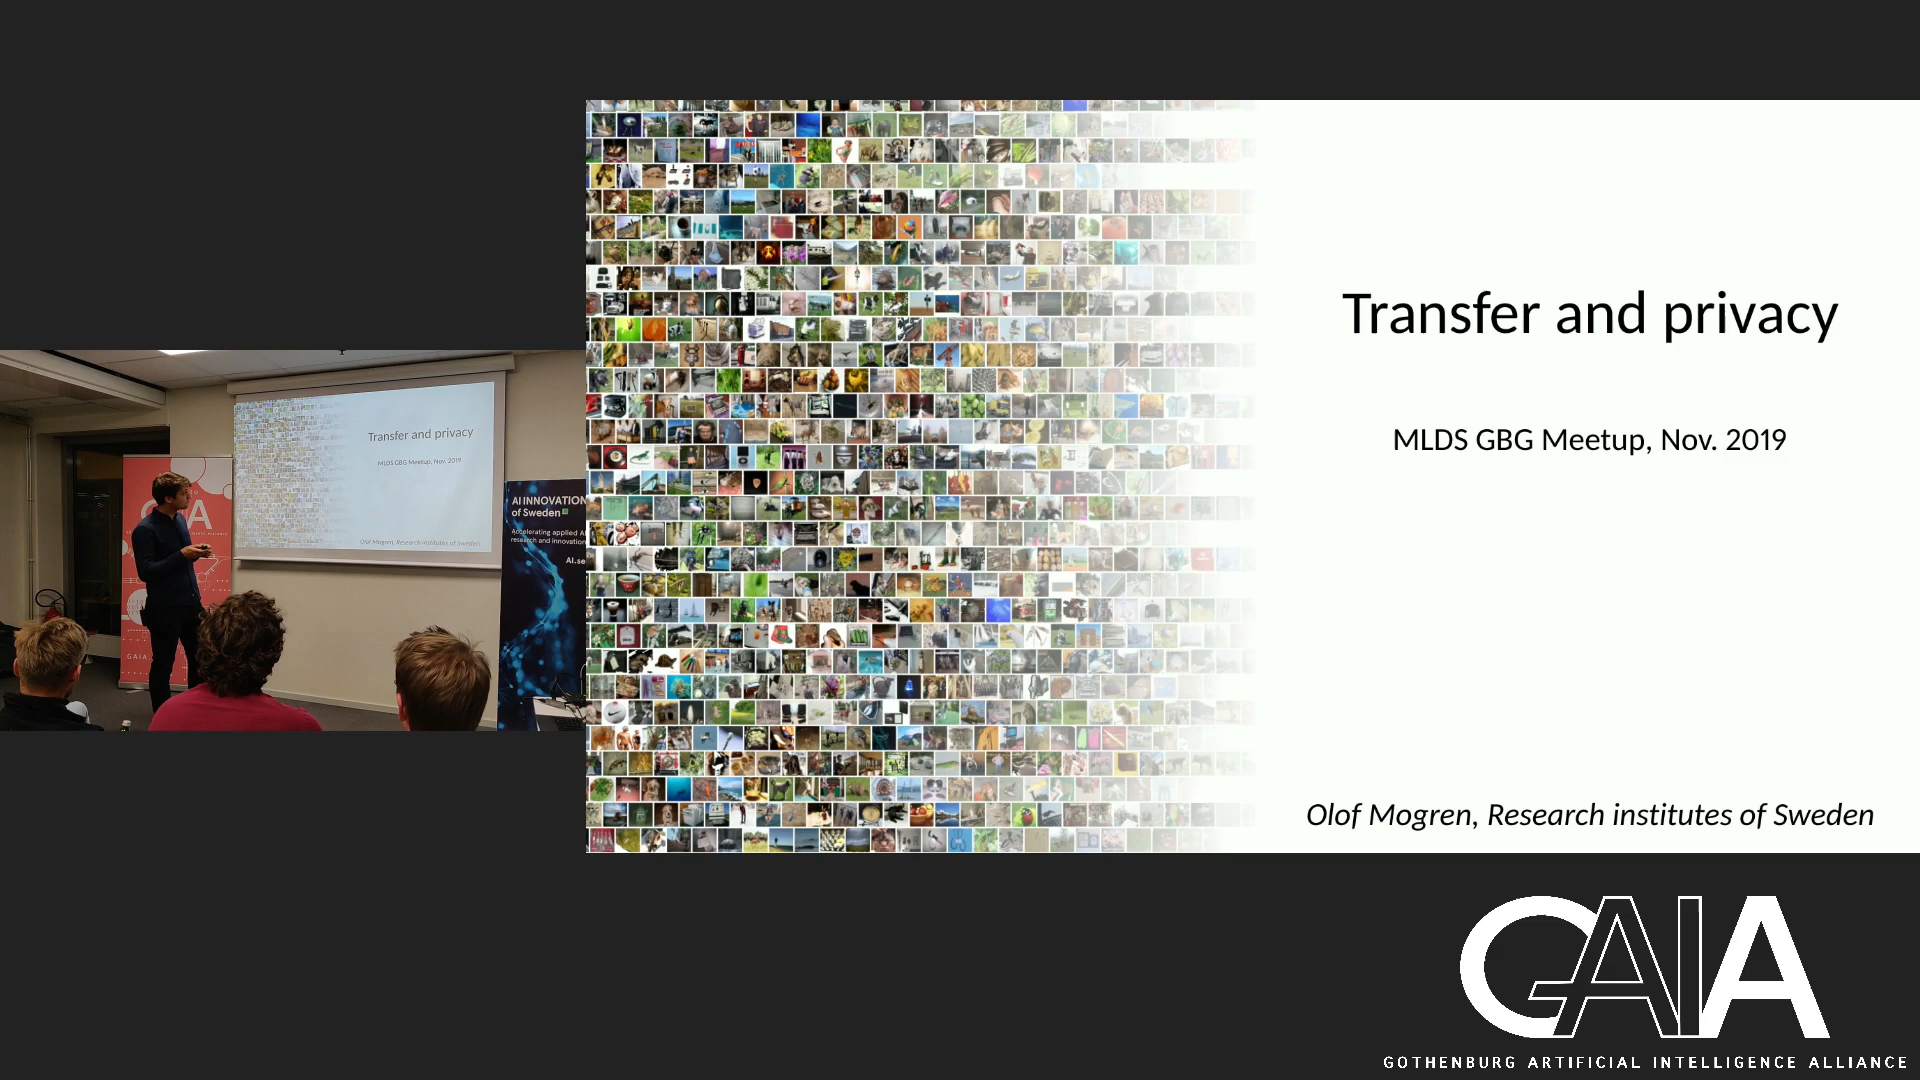 Transfer and privacy
MLDS GBG Meetup, Nov. 2019
Olof Mogren, Research institutes of Sweden
Transfer and privacy
MLDS GBG Meetup, Nov. 2019
Olof Mogren, Research institutes of Sweden
AI INNOVATION
of Sweden
Accelerating applied AI
research and innovation
AI.se
GAIA
GAIA
GAIA
GOTHENBURG ARTIFICIAL INTELLIGENCE ALLIANCE